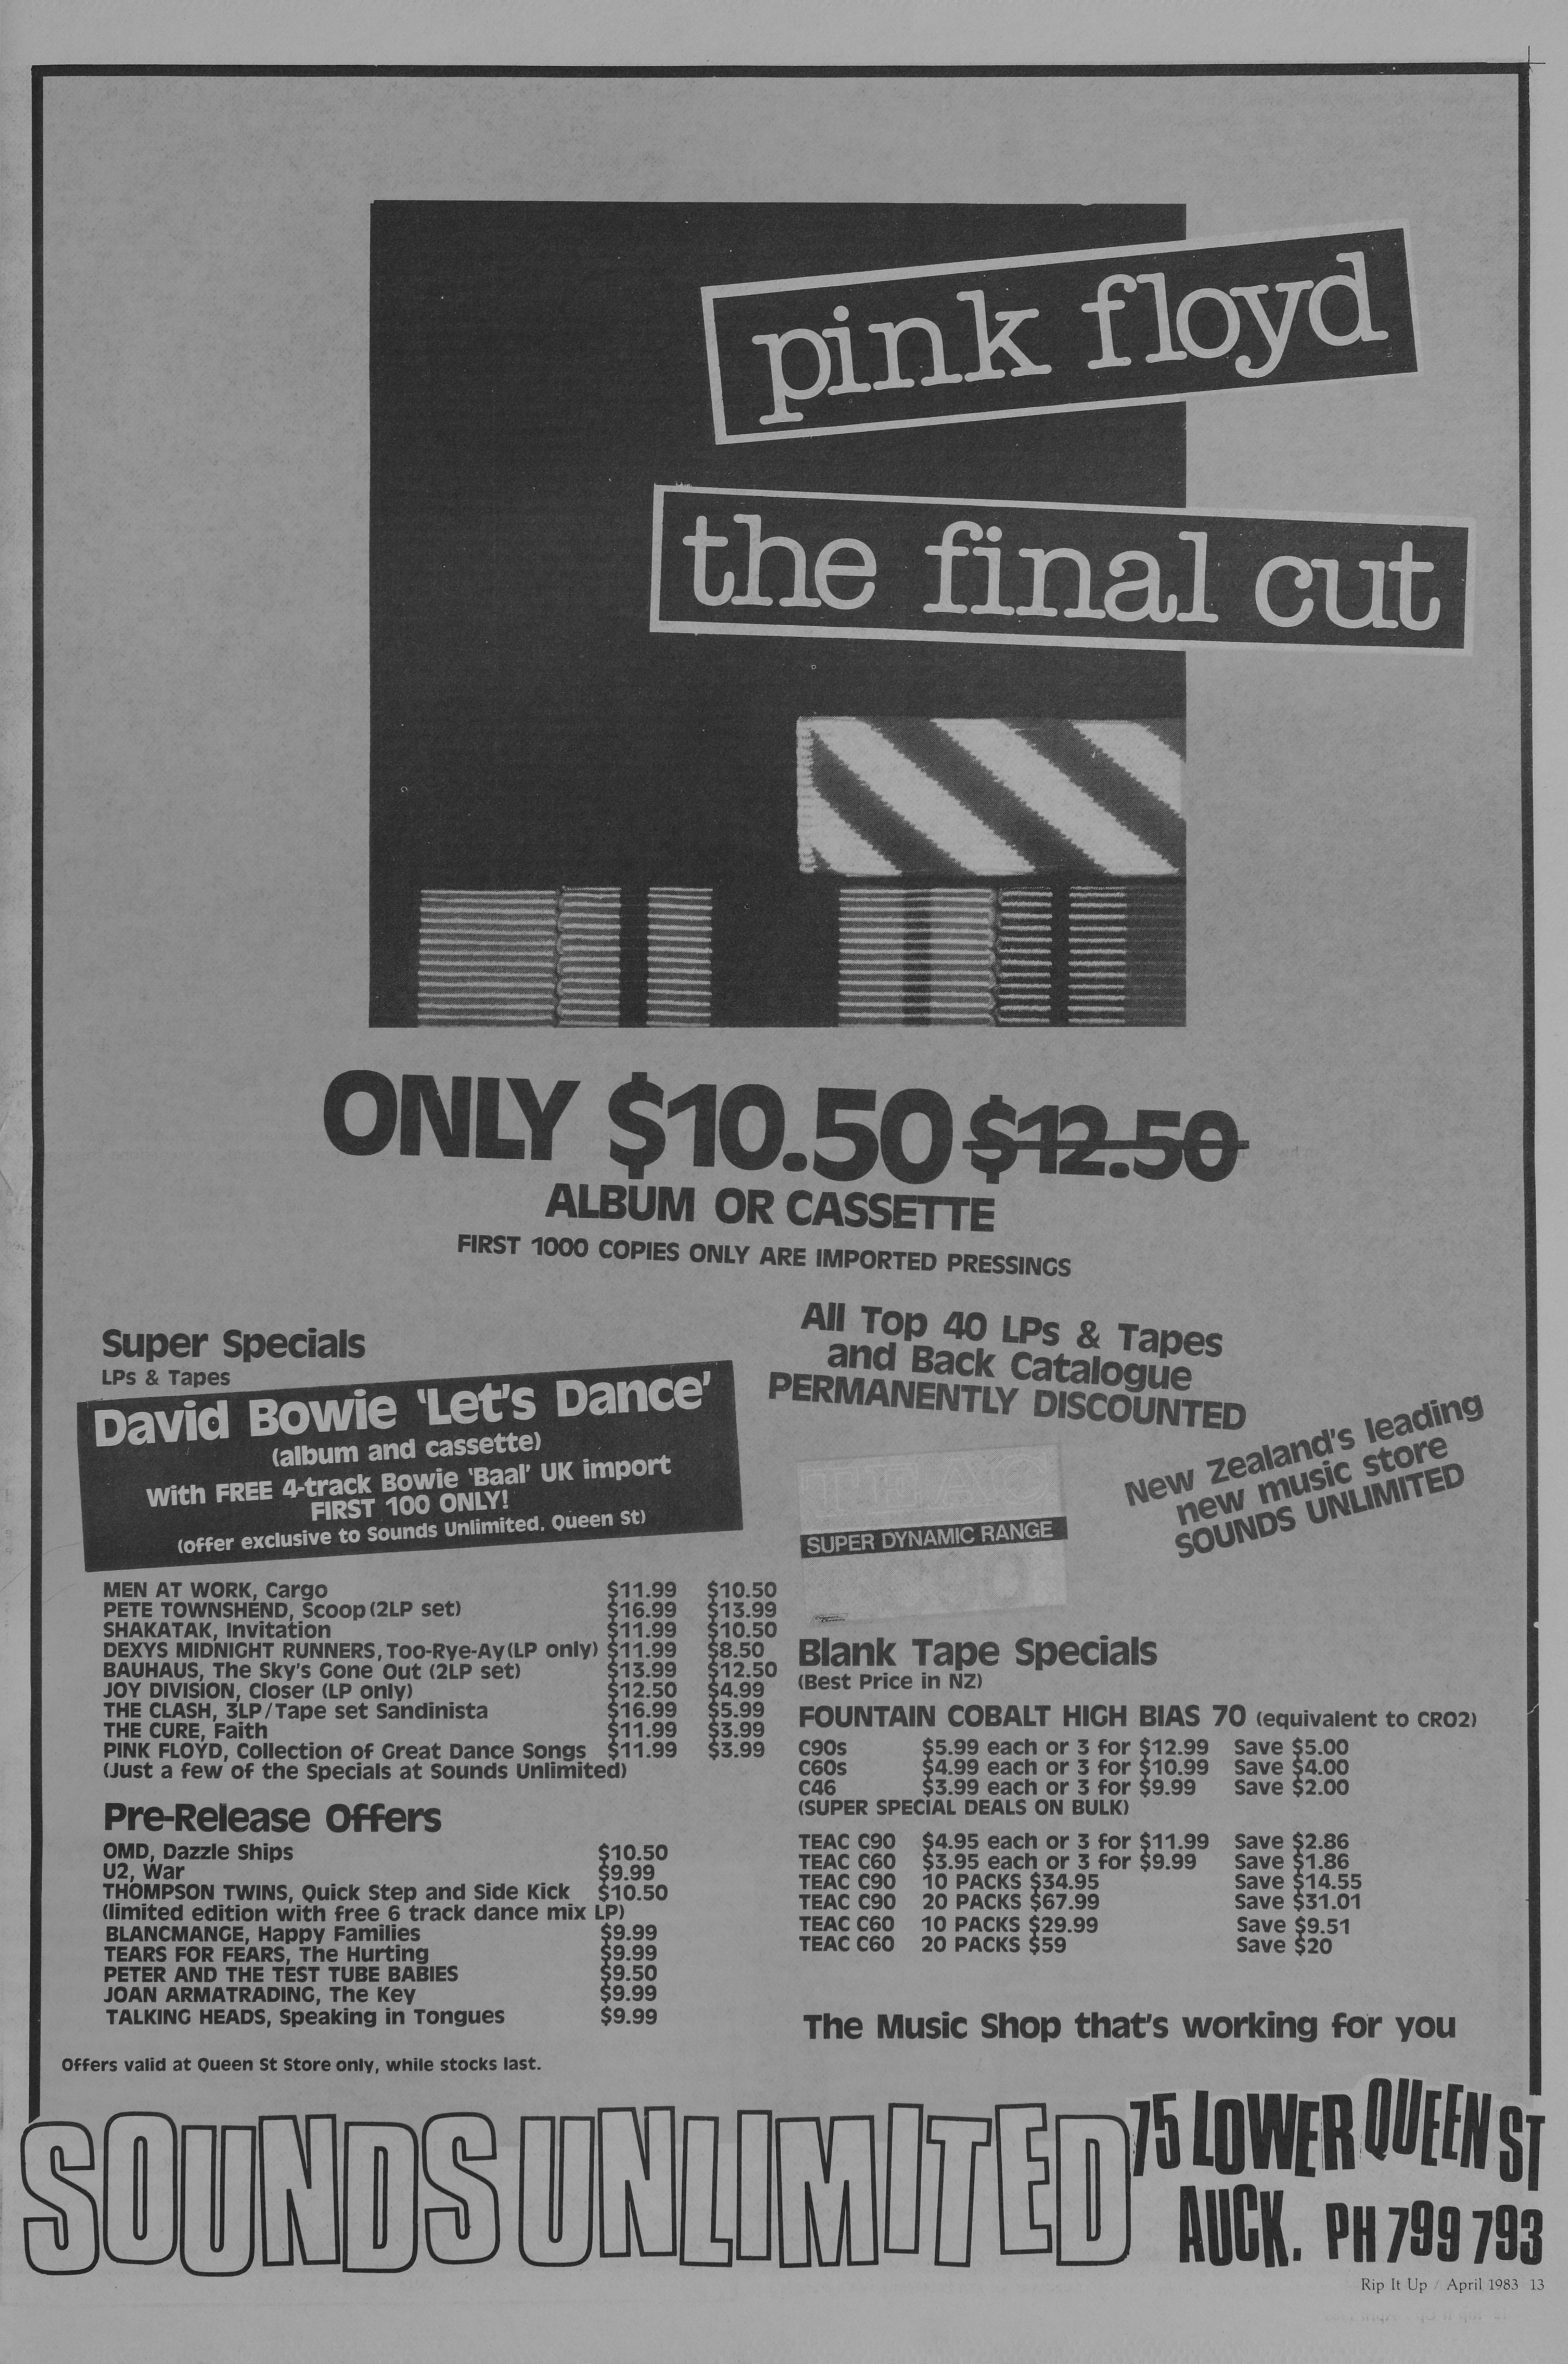 pink floyd
the final cut
ONLY $10.50 $12.50
ALBUM OR CASSETTE
FIRST 1000 COPIES ONLY ARE IMPORTED PRESSINGS
Super Specials
LPs & Tapes
David Bowie 'Let's Dance'
(album and cassette)
With FREE 4-track Bowie 'Baal' UK import
FIRST 100 ONLY!
(offer exclusive to Sounds Unlimited, Queen St)
MEN AT WORK, Cargo $11.99 $10.50
PETE TOWNSHEND, Scoop (2LP set) $16.99 $13.99
SHAKATAK, Invitation $11.99 $10.50
DEXYS MIDNIGHT RUNNERS, Too-Rye-Ay (LP only) $11.99 $8.50
BAUHAUS, The Sky's Gone Out (2LP set) $13.99 $12.50
JOY DIVISION, Closer (LP only) $12.50 $4.99
THE CLASH, 3LP/Tape set Sandinista $16.99 $5.99
THE CURE, Faith $11.99 $3.99
PINK FLOYD, Collection of Great Dance Songs $11.99 $3.99
(Just a few of the Specials at Sounds Unlimited)
Pre-Release Offers
OMD, Dazzle Ships $10.50
U2, War $9.99
THOMPSON TWINS, Quick Step and Side Kick $10.50
(limited edition with free 6 track dance mix LP)
BLANCMANGE, Happy Families $9.99
TEARS FOR FEARS, The Hurting $9.99
PETER AND THE TEST TUBE BABIES $9.50
JOAN ARMATRADING, The Key $9.99
TALKING HEADS, Speaking in Tongues $9.99
Offers valid at Queen St Store only, while stocks last.
All Top 40 LPs & Tapes
and Back Catalogue
PERMANENTLY DISCOUNTED
New Zealand's leading
new music store
SOUNDS UNLIMITED
TEAC
SUPER DYNAMIC RANGE
Blank Tape Specials
(Best Price in NZ)
FOUNTAIN COBALT HIGH BIAS 70 (equivalent to CRO2)
C90s $5.99 each or 3 for $12.99 Save $5.00
C60s $4.99 each or 3 for $10.99 Save $4.00
C46 $3.99 each or 3 for $9.99 Save $2.00
(SUPER SPECIAL DEALS ON BULK)
TEAC C90 $4.95 each or 3 for $11.99 Save $2.86
TEAC C60 $3.95 each or 3 for $9.99 Save $1.86
TEAC C90 10 PACKS $34.95 Save $14.55
TEAC C90 20 PACKS $67.99 Save $31.01
TEAC C60 10 PACKS $29.99 Save $9.51
TEAC C60 20 PACKS $59 Save $20
The Music Shop that's working for you
SOUNDS UNLIMITED
75 LOWER QUEEN ST
AUCK. PH 799 793
Rip It Up / April 1983 13